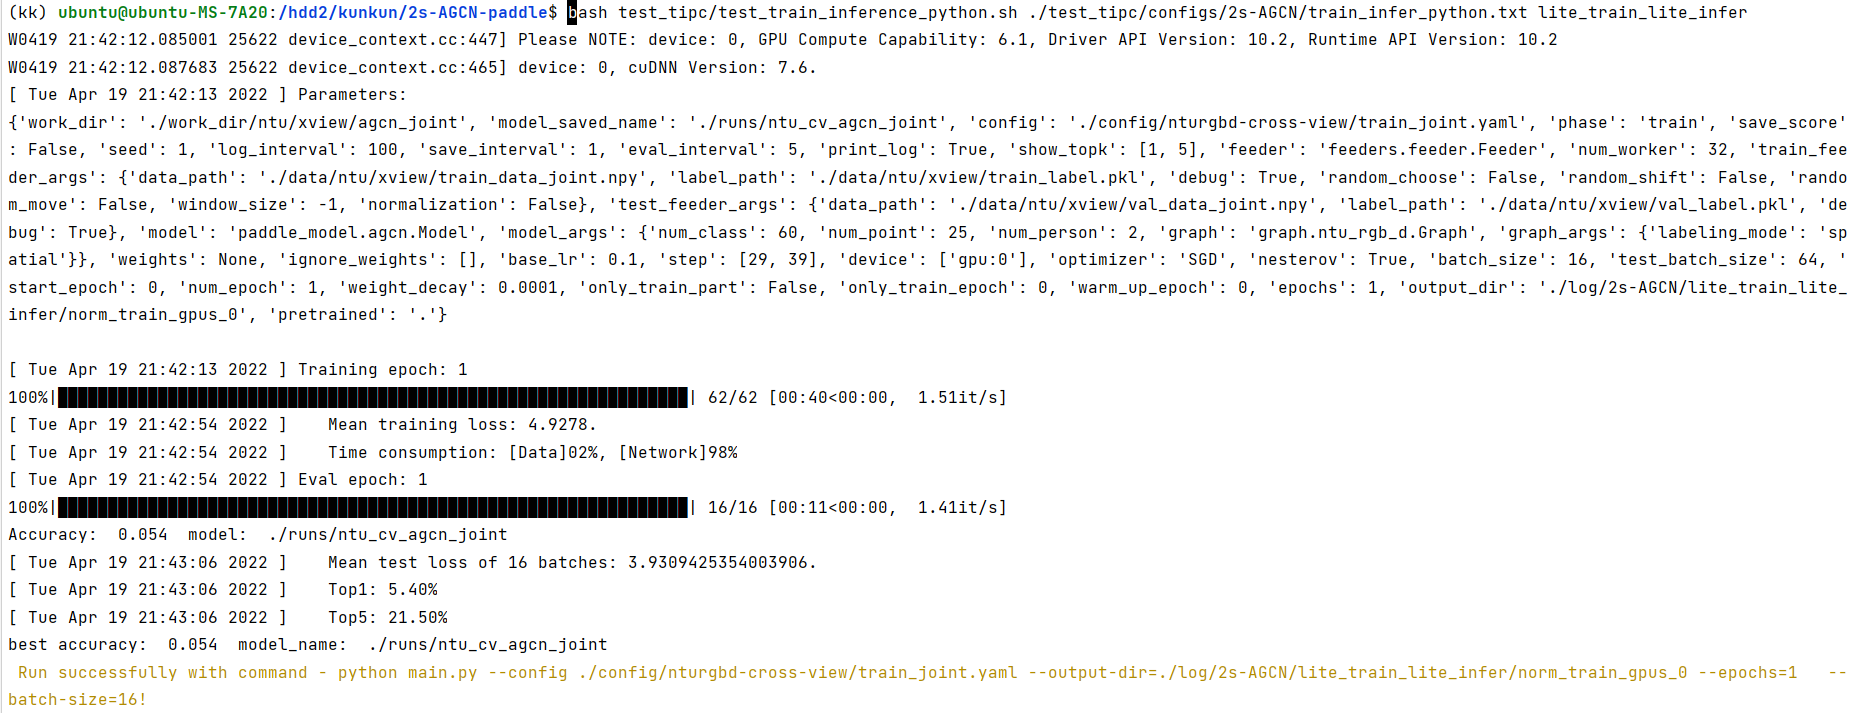 (kk) ubuntu@ubuntu-MS-7A20:/hdd2/kunkun/2s-AGCN-paddle$ bash test_tipc/test_train_inference_python.sh ./test_tipc/configs/2s-AGCN/train_infer_python.txt lite_train_lite_infer
W0419 21:42:12.085001 25622 device_context.cc:447] Please NOTE: device: 0, GPU Compute Capability: 6.1, Driver API Version: 10.2, Runtime API Version: 10.2
W0419 21:42:12.087683 25622 device_context.cc:465] device: 0, cuDNN Version: 7.6.
[ Tue Apr 19 21:42:13 2022 ] Parameters:
{'work_dir': './work_dir/ntu/xview/agcn_joint', 'model_saved_name': './runs/ntu_cv_agcn_joint', 'config': './config/nturgbd-cross-view/train_joint.yaml', 'phase': 'train', 'save_score'
: False, 'seed': 1, 'log_interval': 100, 'save_interval': 1, 'eval_interval': 5, 'print_log': True, 'show_topk': [1, 5], 'feeder': 'feeders.feeder.Feeder', 'num_worker': 32, 'train_fee
der_args': {'data_path': './data/ntu/xview/train_data_joint.npy', 'label_path': './data/ntu/xview/train_label.pkl', 'debug': True, 'random_choose': False, 'random_shift': False, 'rando
m_move': False, 'window_size': -1, 'normalization': False}, 'test_feeder_args': {'data_path': './data/ntu/xview/val_data_joint.npy', 'label_path': './data/ntu/xview/val_label.pkl', 'de
bug': True}, 'model': 'paddle_model.agcn.Model', 'model_args': {'num_class': 60, 'num_point': 25, 'num_person': 2, 'graph': 'graph.ntu_rgb_d.Graph', 'graph_args': {'labeling_mode': 'sp
atial'}}, 'weights': None, 'ignore_weights': [], 'base_lr': 0.1, 'step': [29, 39], 'device': ['gpu:0'], 'optimizer': 'SGD', 'nesterov': True, 'batch_size': 16, 'test_batch_size': 64, '
start_epoch': 0, 'num_epoch': 1, 'weight_decay': 0.0001, 'only_train_part': False, 'only_train_epoch': 0, 'warm_up_epoch': 0, 'epochs': 1, 'output_dir': './log/2s-AGCN/lite_train_lite_
infer/norm_train_gpus_0', 'pretrained': '.'}
[ Tue Apr 19 21:42:13 2022 ] Training epoch: 1
100%|███████████████████████████████████████████████████████████████| 62/62 [00:40<00:00,  1.51it/s]
[ Tue Apr 19 21:42:54 2022 ]    Mean training loss: 4.9278.
[ Tue Apr 19 21:42:54 2022 ]    Time consumption: [Data]02%, [Network]98%
[ Tue Apr 19 21:42:54 2022 ] Eval epoch: 1
100%|███████████████████████████████████████████████████████████████| 16/16 [00:11<00:00,  1.41it/s]
Accuracy:  0.054  model:  ./runs/ntu_cv_agcn_joint
[ Tue Apr 19 21:43:06 2022 ]    Mean test loss of 16 batches: 3.9309425354003906.
[ Tue Apr 19 21:43:06 2022 ]    Top1: 5.40%
[ Tue Apr 19 21:43:06 2022 ]    Top5: 21.50%
best accuracy:  0.054  model_name:  ./runs/ntu_cv_agcn_joint
 Run successfully with command - python main.py --config ./config/nturgbd-cross-view/train_joint.yaml --output-dir=./log/2s-AGCN/lite_train_lite_infer/norm_train_gpus_0 --epochs=1   --
batch-size=16!